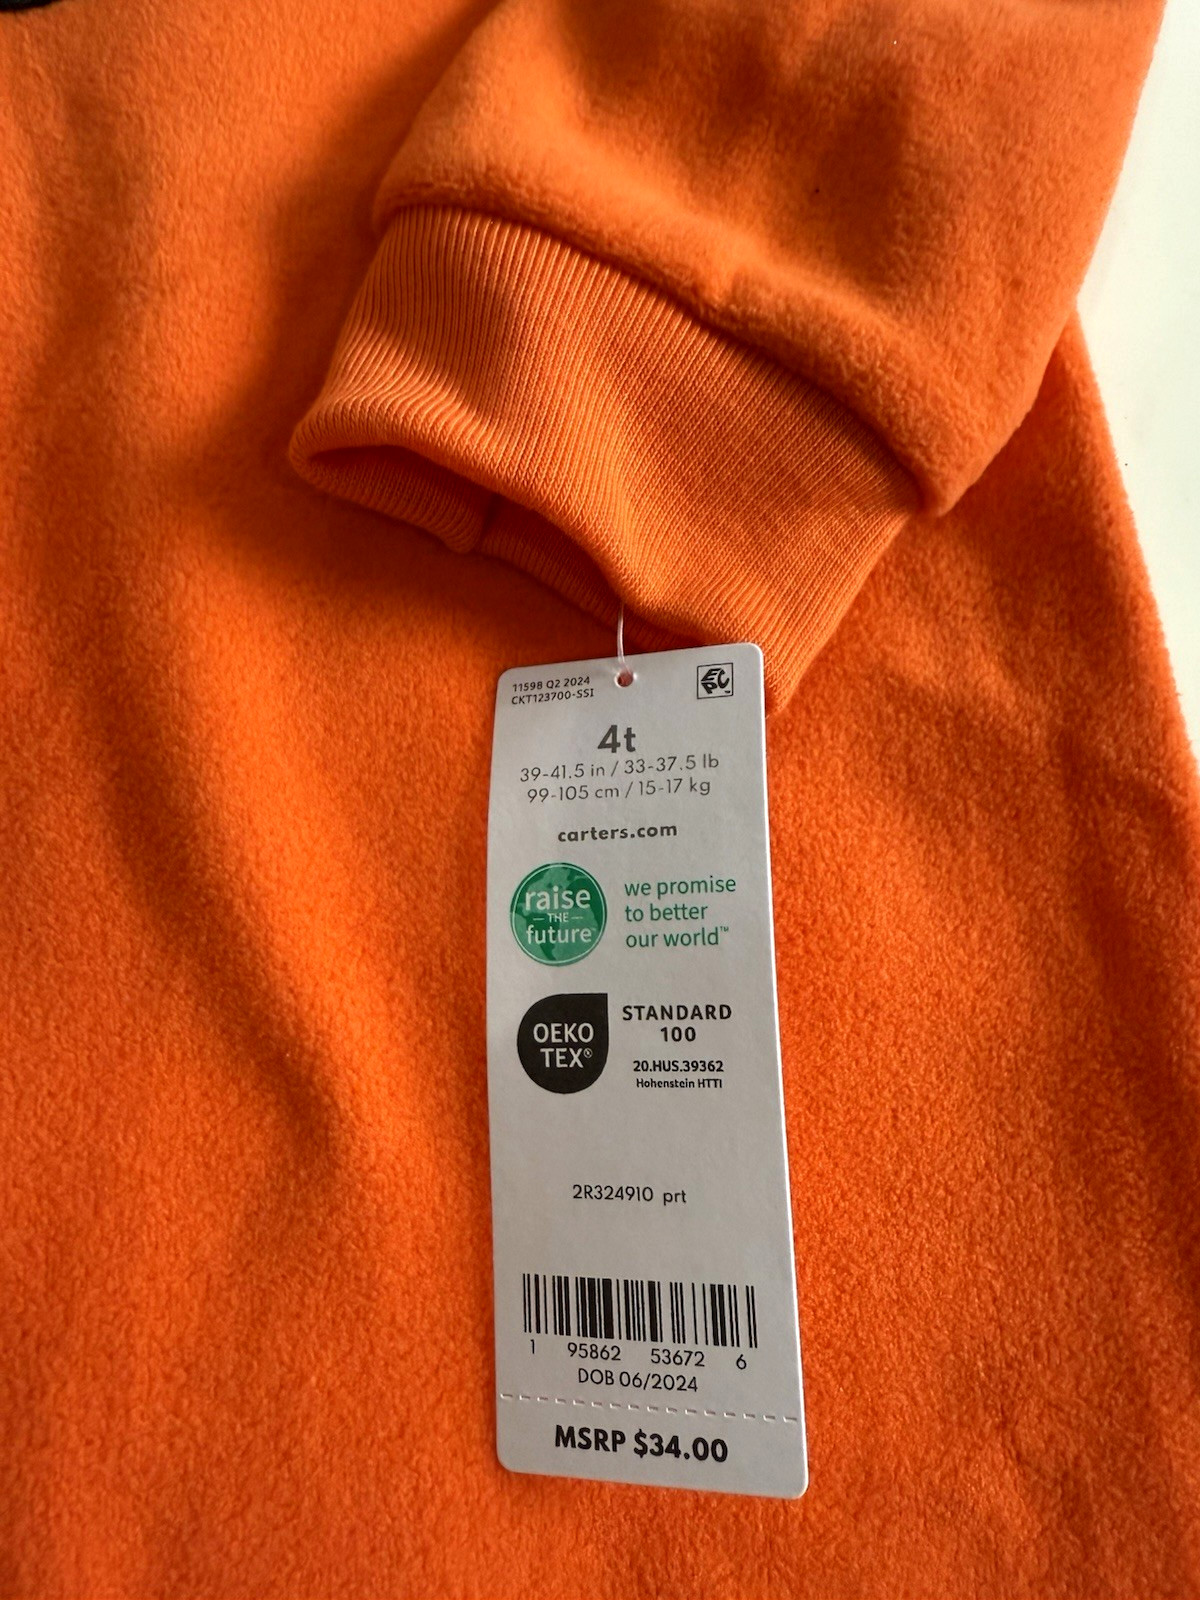 11598 Q2 2024
CKT123700-SSI
EPC™
4t
39-41.5 in / 33-37.5 lb
99-105 cm / 15-17 kg
carters.com
raise
THE
future™
we promise
to better
our world™
OEKO
TEX®
STANDARD
100
20.HUS.39362
Hohenstein HTTI
2R324910 prt
1 95862 53672 6
DOB 06/2024
MSRP $34.00